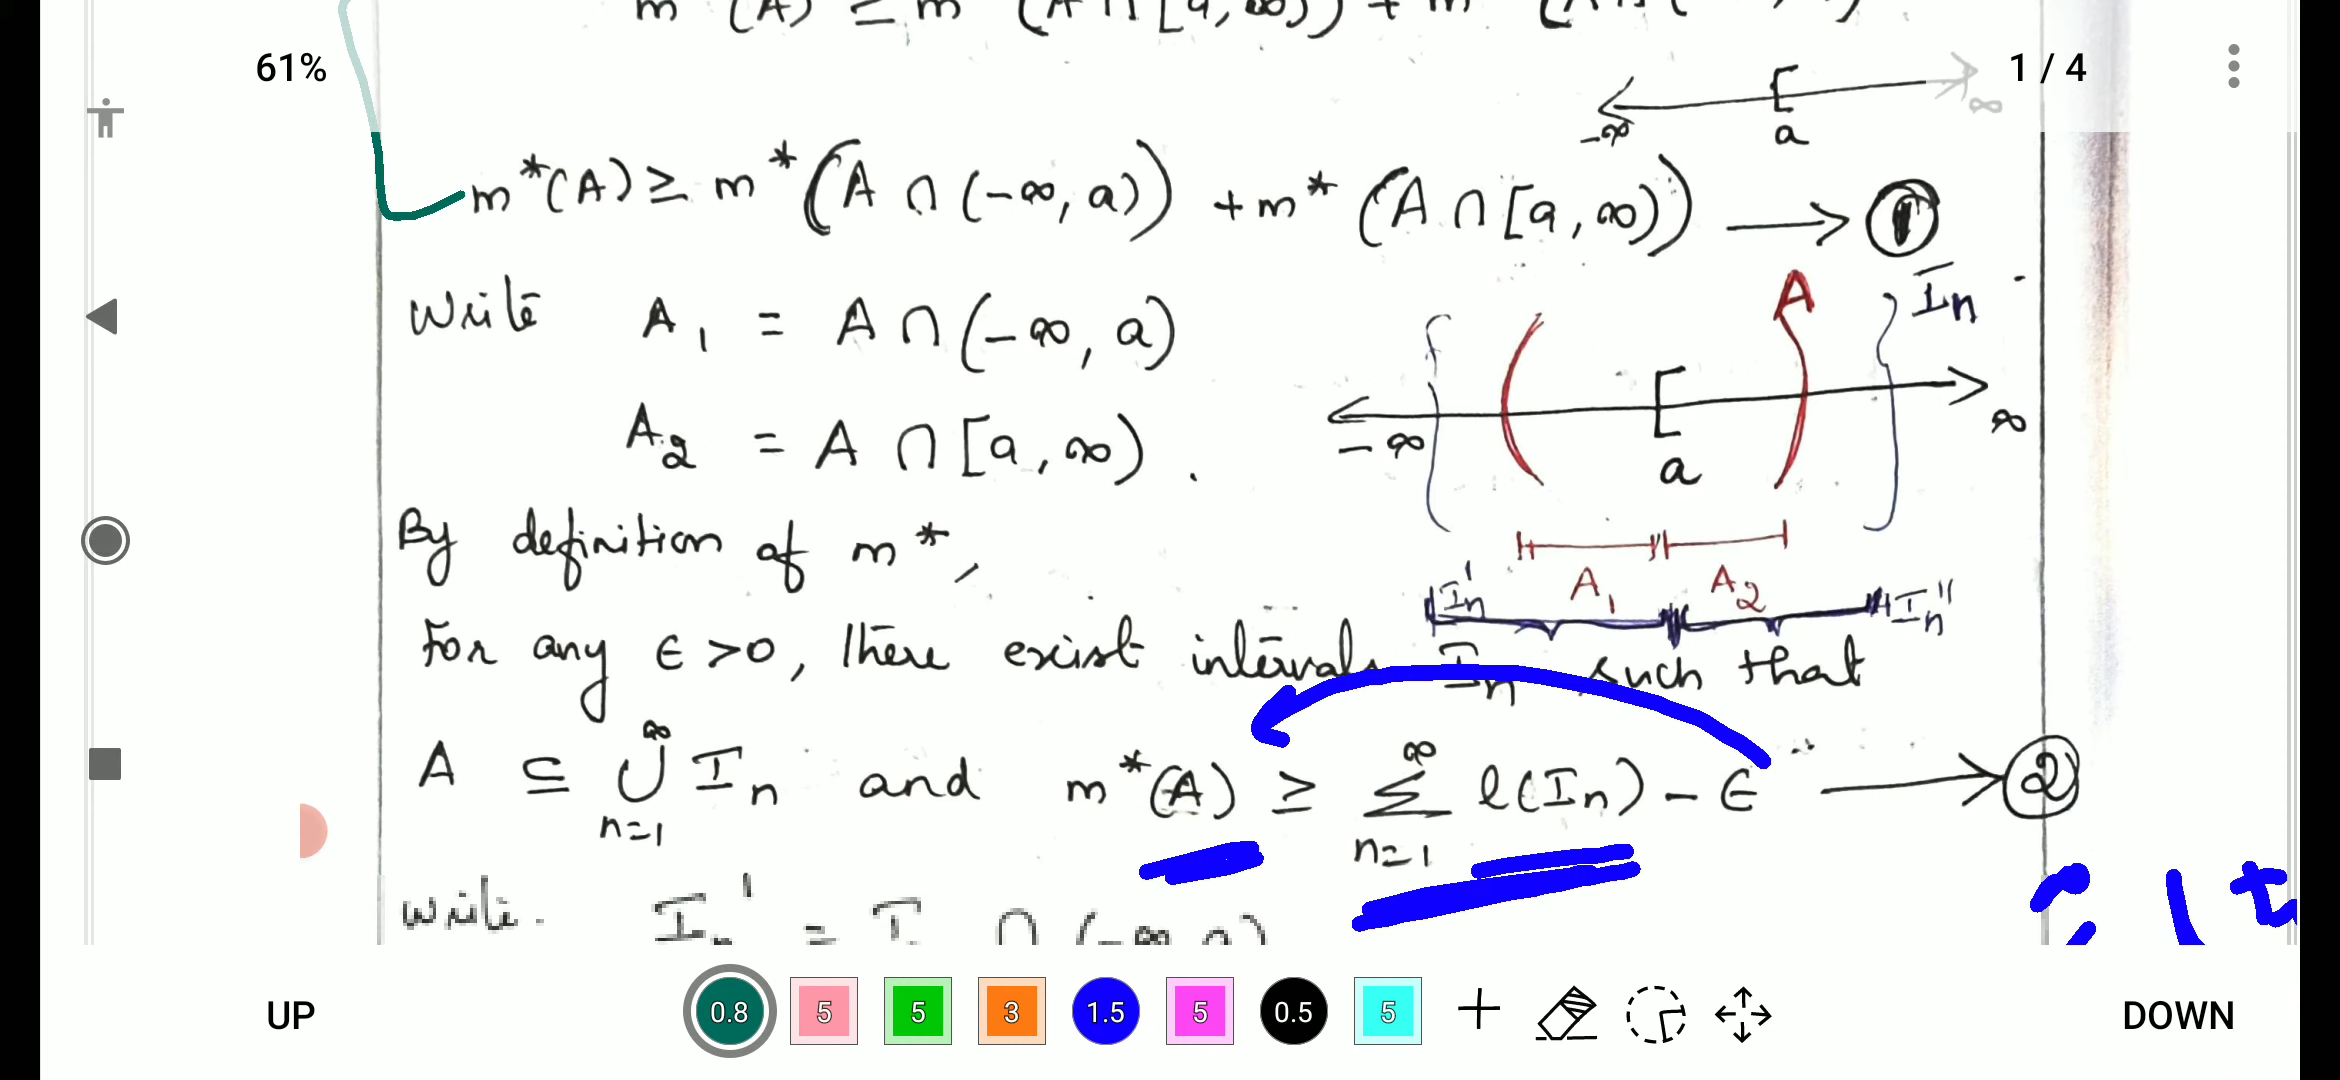 m (A) ≤ m (A ∩ [a, ∞)) + m (A ∩ (
61%
1 / 4
-∞ a ∞
m*(A) ≥ m*(A ∩ (-∞, a)) + m*(A ∩ [a, ∞)) → ①
Write A₁ = A ∩ (-∞, a)
A In
A₂ = A ∩ [a, ∞).
-∞ a ∞
By definition of m*,
A₁ A₂
In' In''
For any ϵ >0, there exist intervals In such that
A ⊆ ∞⋃n=1 In and m*(A) ≥ ∞∑n=1 l(In) - ϵ → ②
Write. In' = I ∩ (-∞ a)
UP 0.8 5 5 3 1.5 5 0.5 5 DOWN